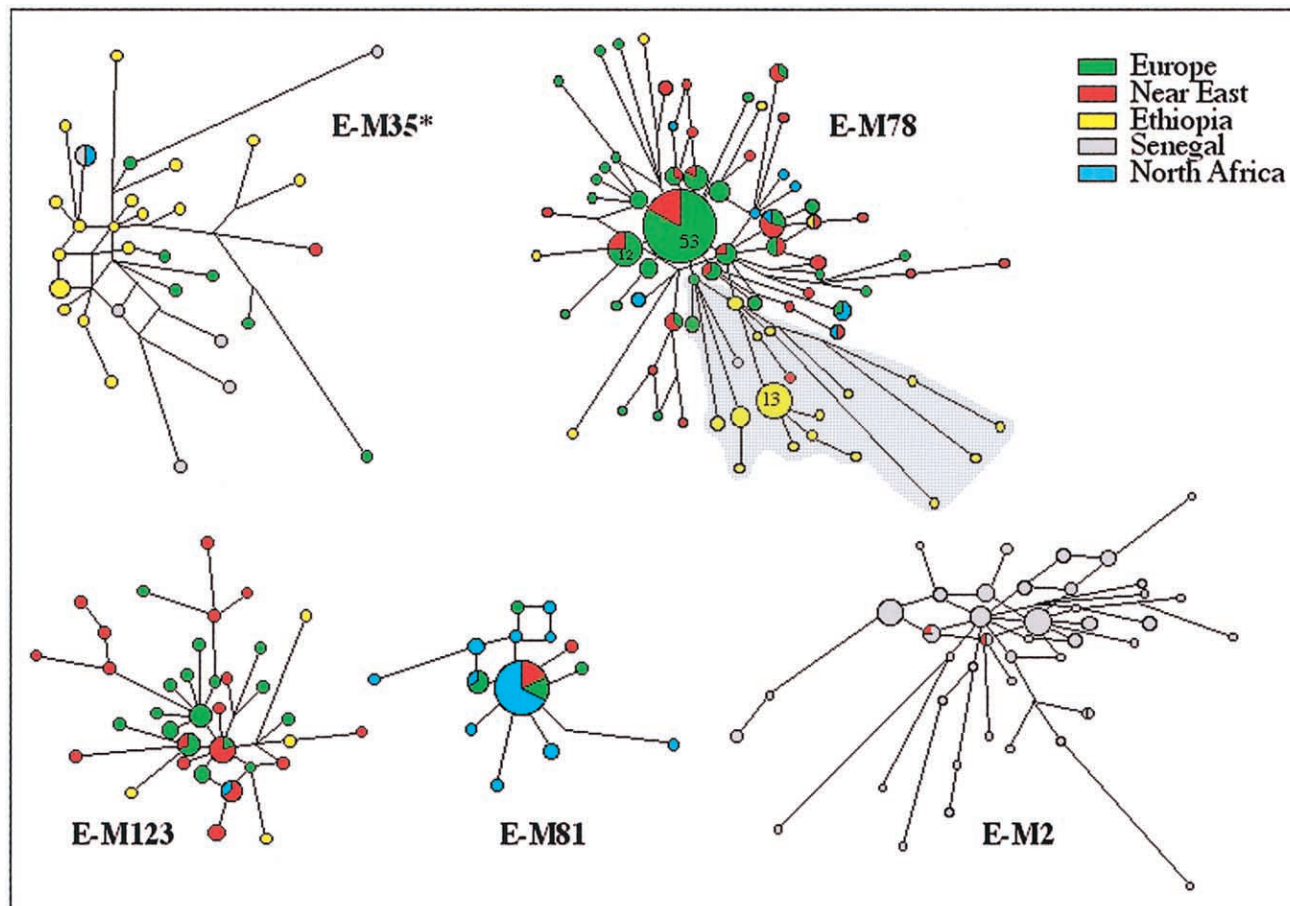 E-M35*
E-M78
Europe
Near East
Ethiopia
Senegal
North Africa
53
12
13
E-M123
E-M81
E-M2